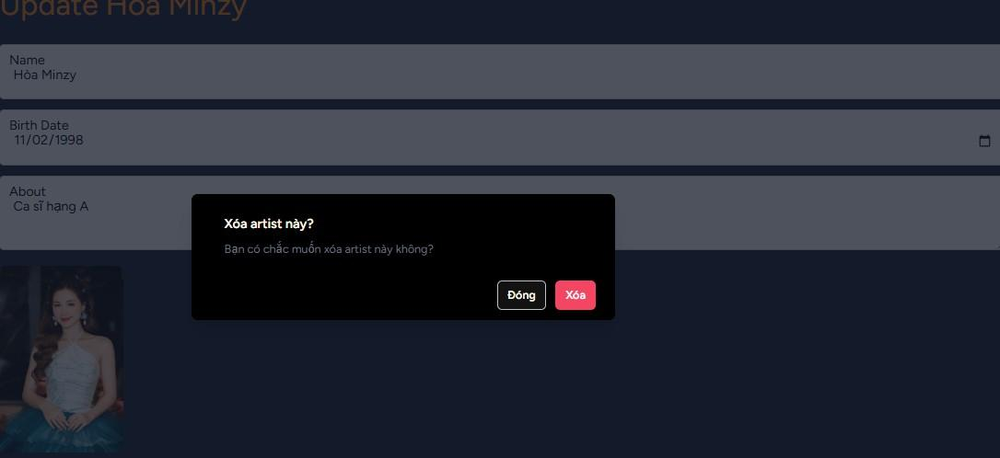 Update Hòa Minzy
Name
Hòa Minzy
Birth Date
11/02/1998
About
Ca sĩ hạng A
Xóa artist này?
Bạn có chắc muốn xóa artist này không?
Đóng
Xóa